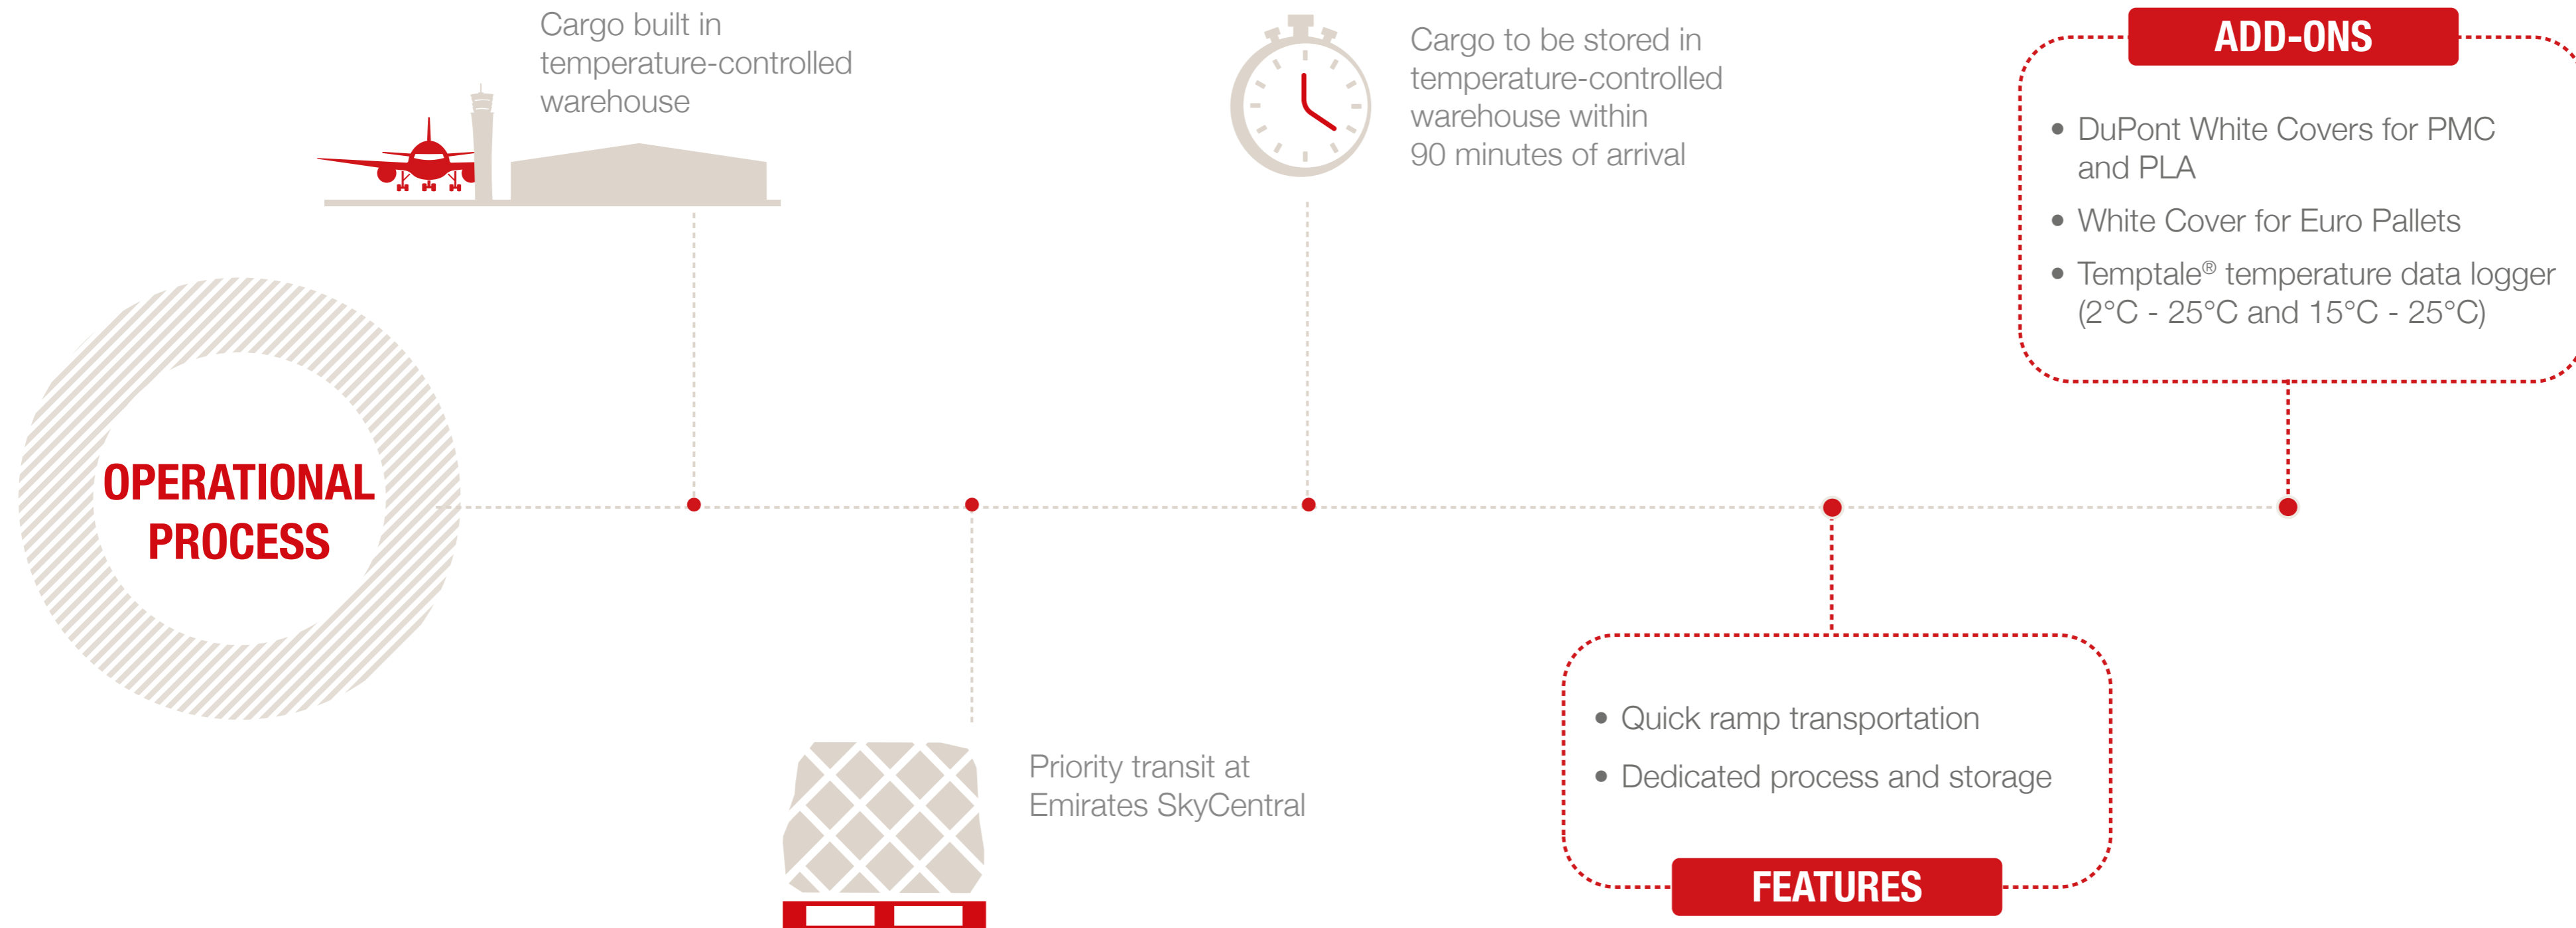 OPERATIONAL
PROCESS
Cargo built in
temperature-controlled
warehouse
Priority transit at
Emirates SkyCentral
Cargo to be stored in
temperature-controlled
warehouse within
90 minutes of arrival
• Quick ramp transportation
• Dedicated process and storage
FEATURES
ADD-ONS
• DuPont White Covers for PMC
and PLA
• White Cover for Euro Pallets
• Temptale® temperature data logger
(2°C - 25°C and 15°C - 25°C)